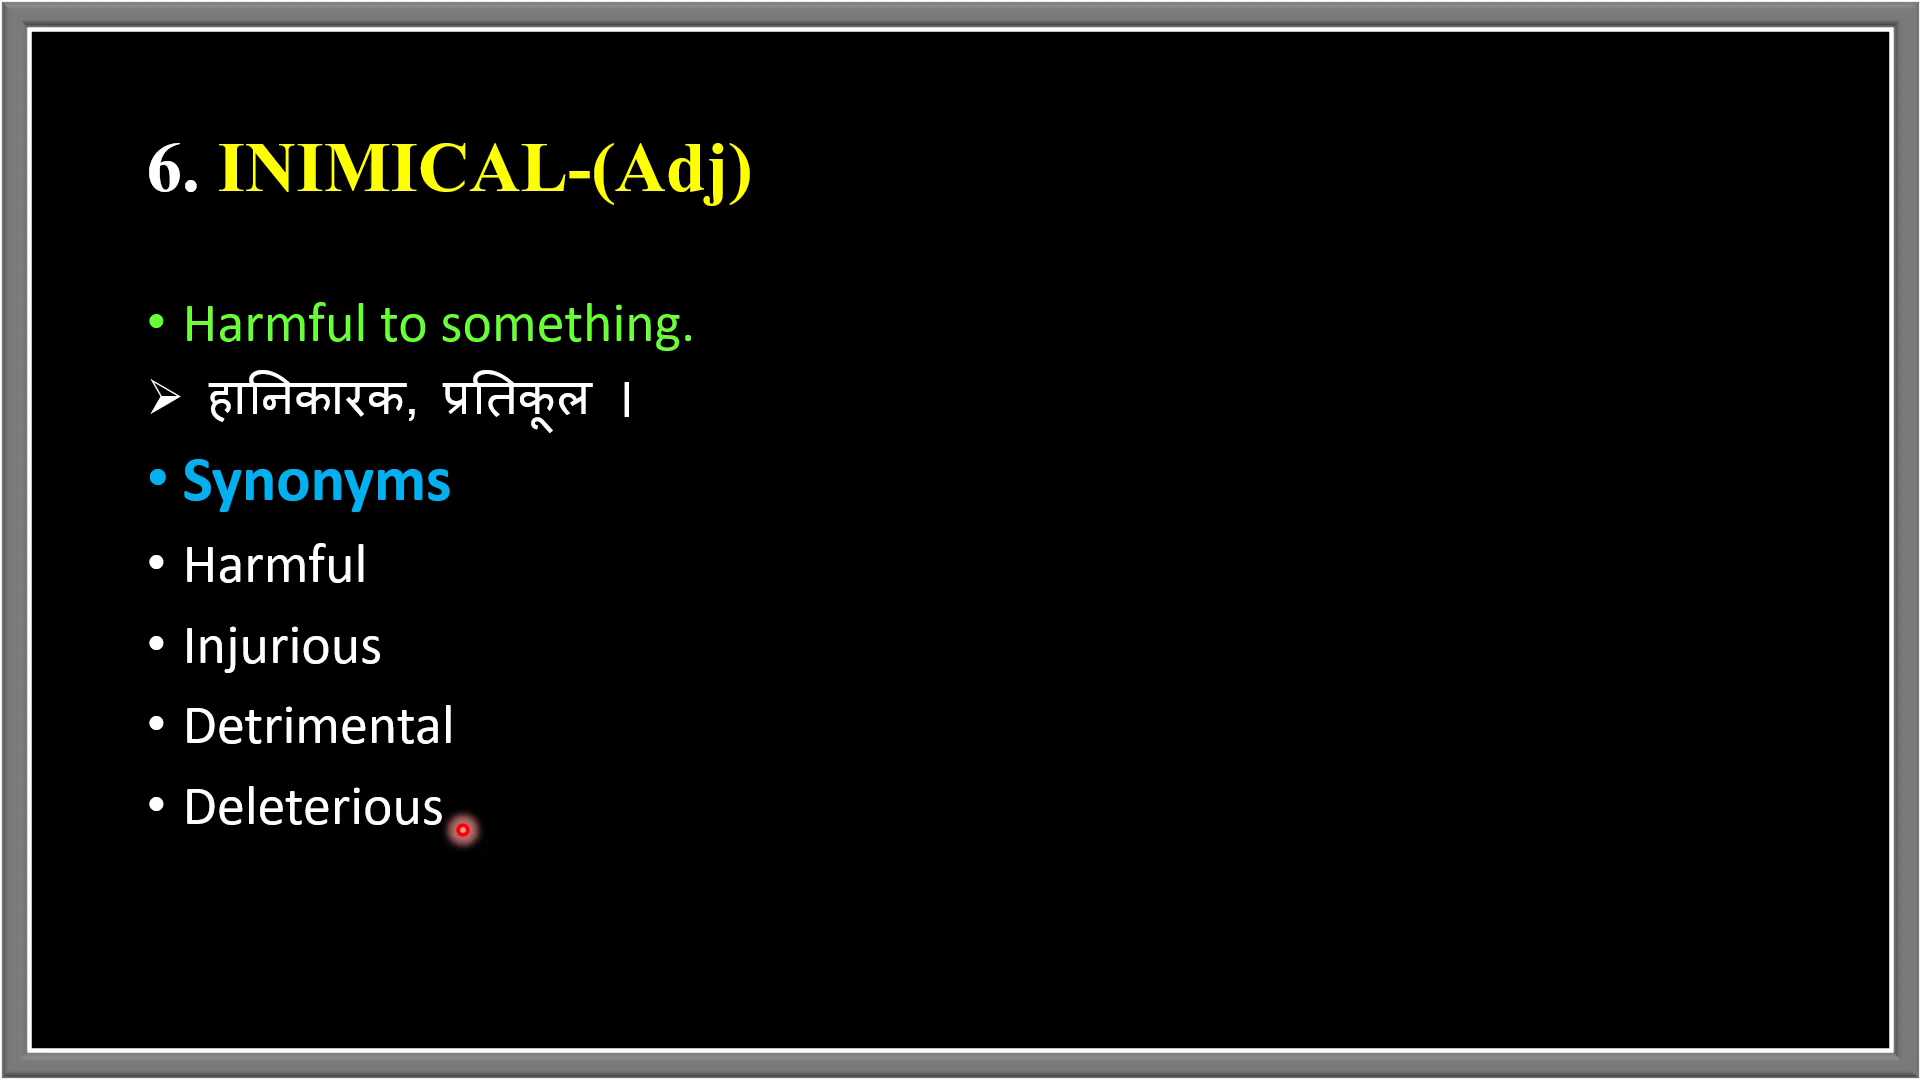 6. INIMICAL-(Adj)
• Harmful to something.
➢ हानिकारक, प्रतिकूल ।
• Synonyms
• Harmful
• Injurious
• Detrimental
• Deleterious